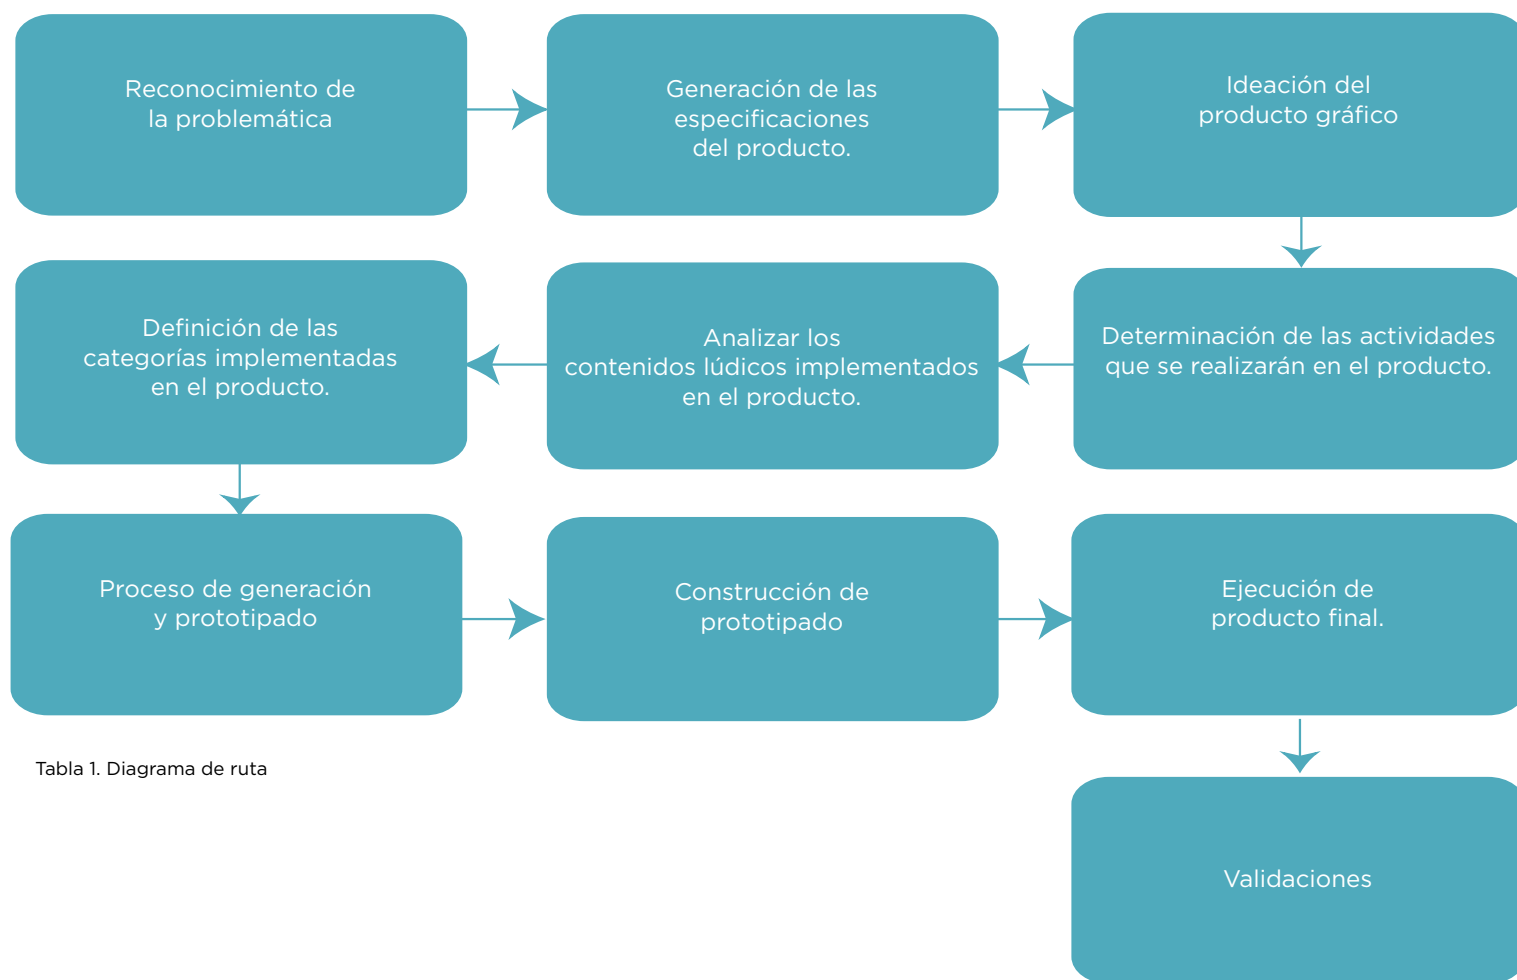 Reconocimiento de
la problemática
Generación de las
especificaciones
del producto.
Ideación del
producto gráfico
Determinación de las actividades
que se realizarán en el producto.
Analizar los
contenidos lúdicos implementados
en el producto.
Definición de las
categorías implementadas
en el producto.
Proceso de generación
y prototipado
Construcción de
prototipado
Ejecución de
producto final.
Validaciones
Tabla 1. Diagrama de ruta